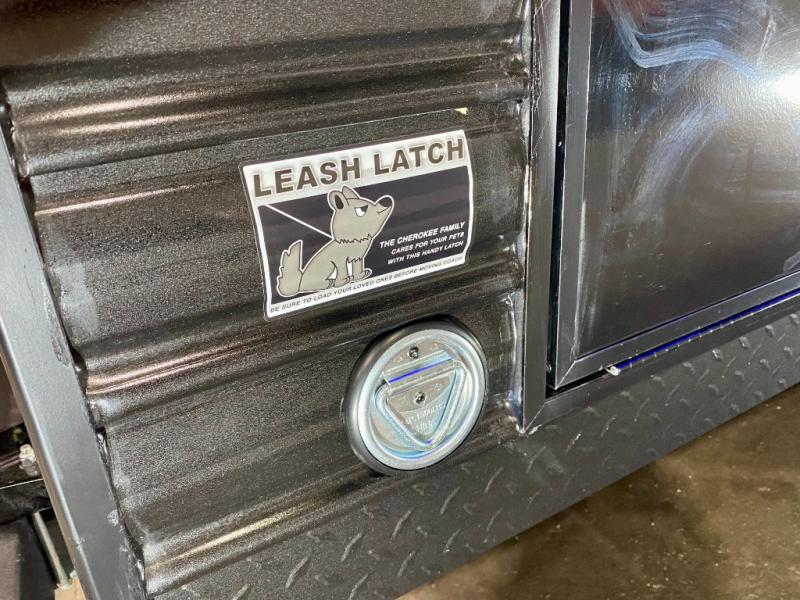 LEASH LATCH
THE CHEROKEE FAMILY
CARES FOR YOUR PETS
WITH THIS HANDY LATCH
BE SURE TO LOAD YOUR LOVED ONES BEFORE MOVING COACH